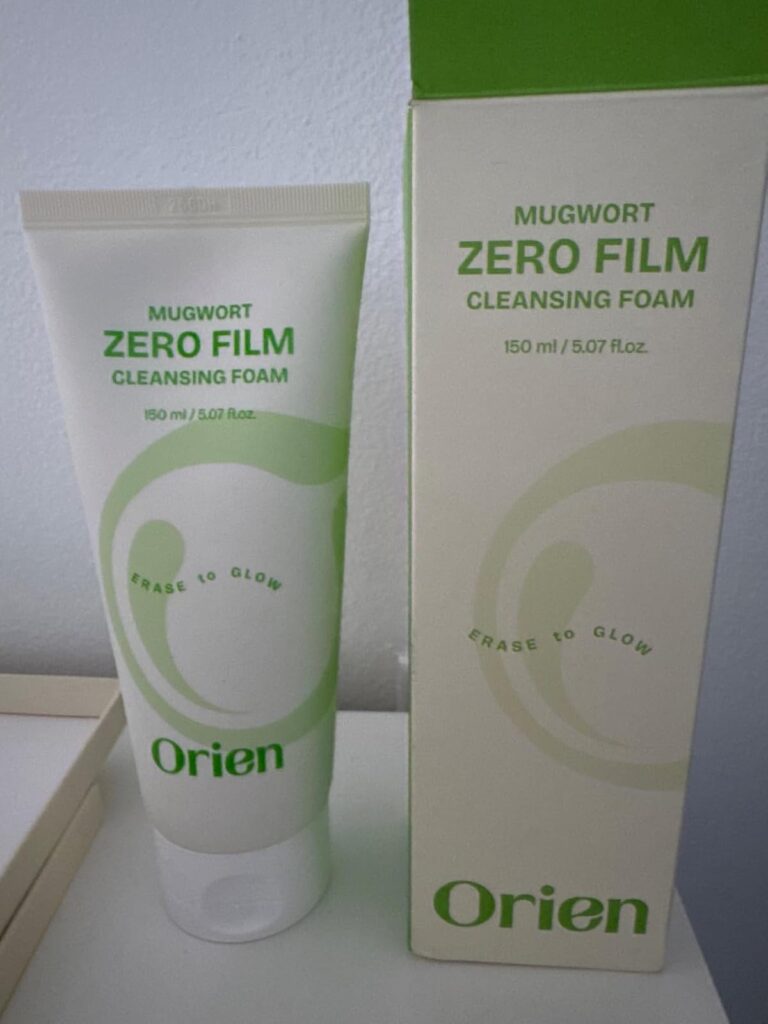 MUGWORT
ZERO FILM
CLEANSING FOAM
150 ml / 5.07 fl.oz.
ERASE to GLOW
Orien
MUGWORT
ZERO FILM
CLEANSING FOAM
150 ml / 5.07 fl.oz.
ERASE to GLOW
Orien